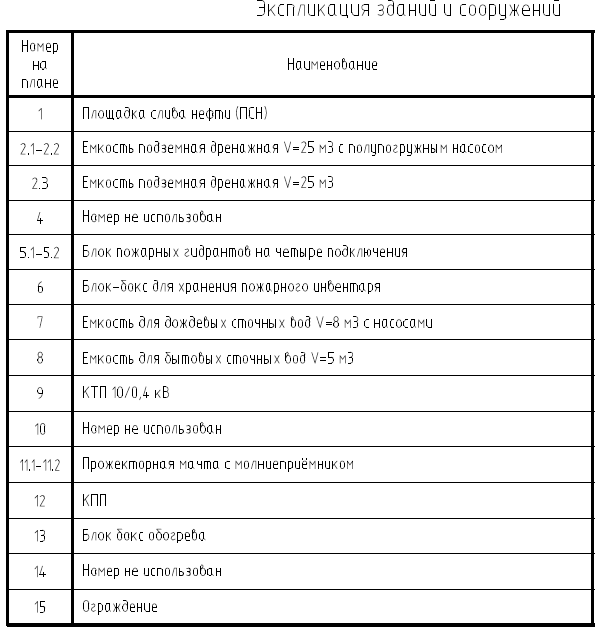 Экспликация зданий и сооружений
Номер
на
плане
Наименование
1 Площадка слива нефти (ПСН)
2.1-2.2 Емкость подземная дренажная V=25 м3 с полупогружным насосом
2.3 Емкость подземная дренажная V=25 м3
4 Номер не использован
5.1-5.2 Блок пожарных гидрантов на четыре подключения
6 Блок-бокс для хранения пожарного инвентаря
7 Емкость для дождевых сточных вод V=8 м3 с насосами
8 Емкость для бытовых сточных вод V=5 м3
9 КТП 10/0,4 кВ
10 Номер не использован
11.1-11.2 Прожекторная мачта с молниеприёмником
12 КПП
13 Блок бокс обогрева
14 Номер не использован
15 Ограждение